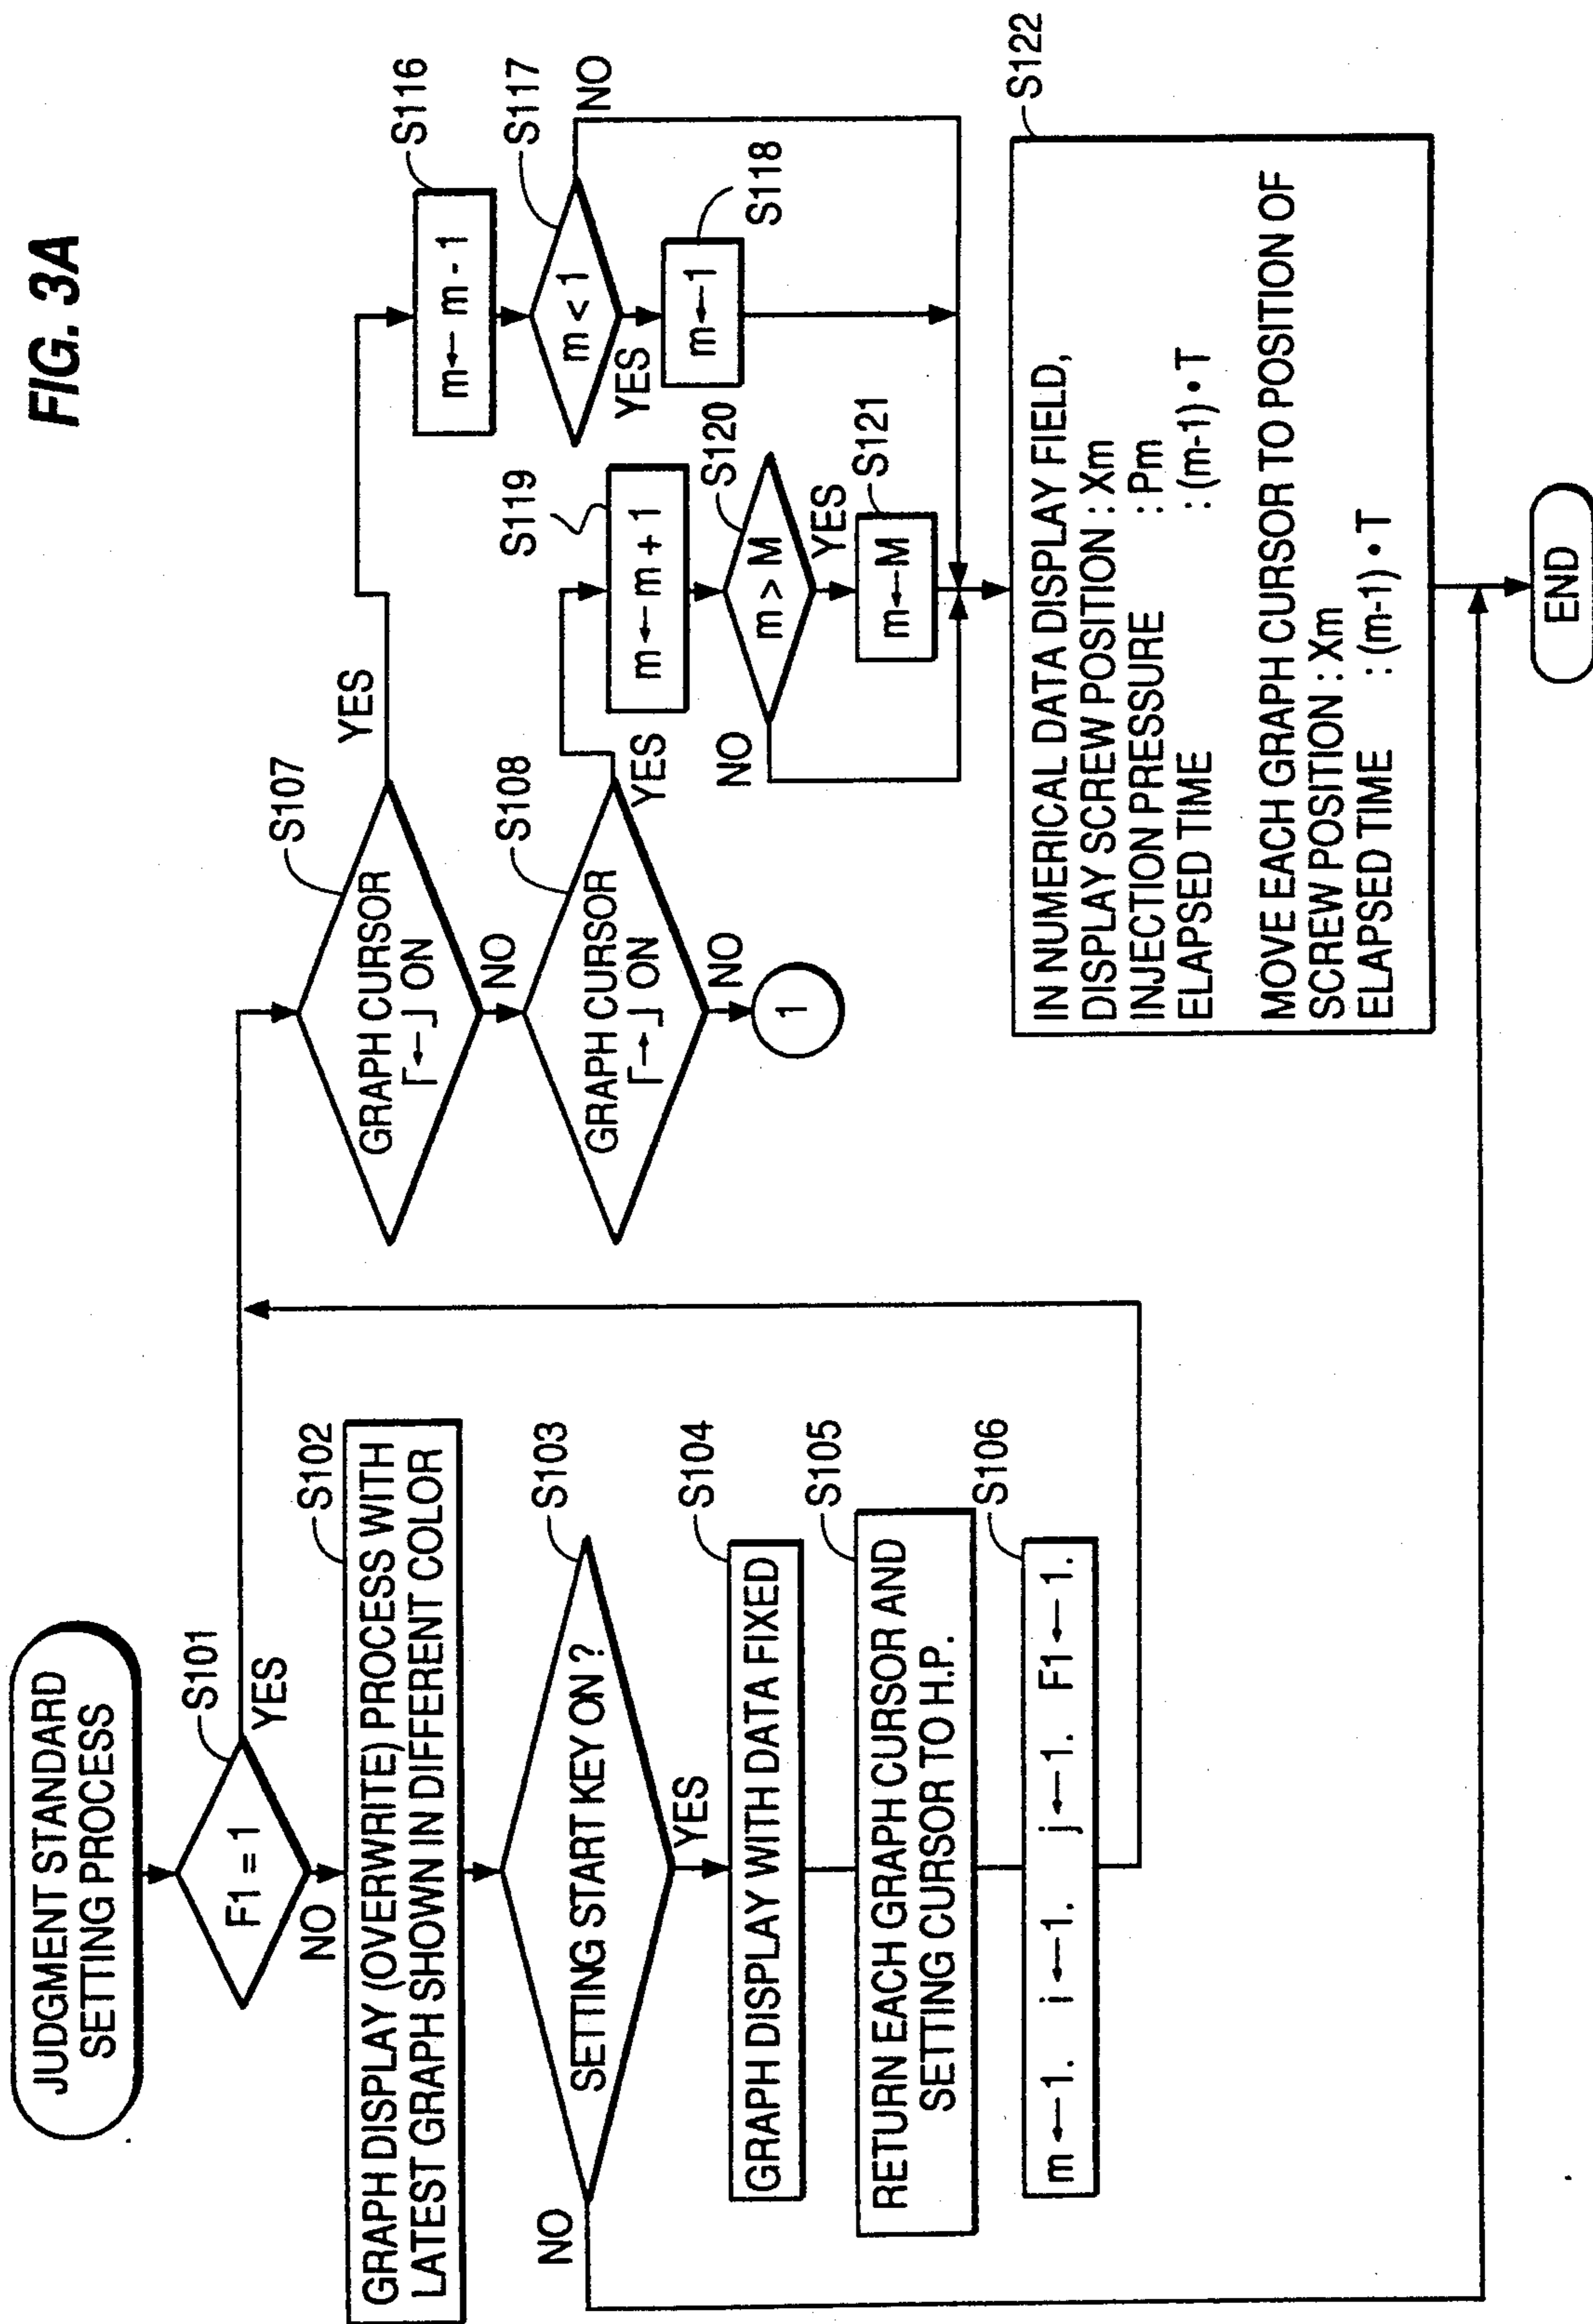 FIG. 3A
JUDGMENT STANDARD
SETTING PROCESS
S101
F1 = 1
YES
NO
S102
GRAPH DISPLAY (OVERWRITE) PROCESS WITH
LATEST GRAPH SHOWN IN DIFFERENT COLOR
S103
SETTING START KEY ON ?
NO
YES
S104
GRAPH DISPLAY WITH DATA FIXED
S105
RETURN EACH GRAPH CURSOR AND
SETTING CURSOR TO H.P.
S106
m ← 1. i ← 1. j ← 1. F1 ← 1.
S107
GRAPH CURSOR
「←」 ON
YES
NO
S108
GRAPH CURSOR
「→」 ON
YES
NO
1
S116
m ← m - 1
S117
m < 1
NO
YES
S118
m ← 1
S119
m ← m + 1
S120
m > M
NO
YES
S121
m ← M
S122
IN NUMERICAL DATA DISPLAY FIELD,
DISPLAY SCREW POSITION : Xm
INJECTION PRESSURE : Pm
ELAPSED TIME : (m-1) • T
MOVE EACH GRAPH CURSOR TO POSITION OF
SCREW POSITION : Xm
ELAPSED TIME : (m-1) • T
END